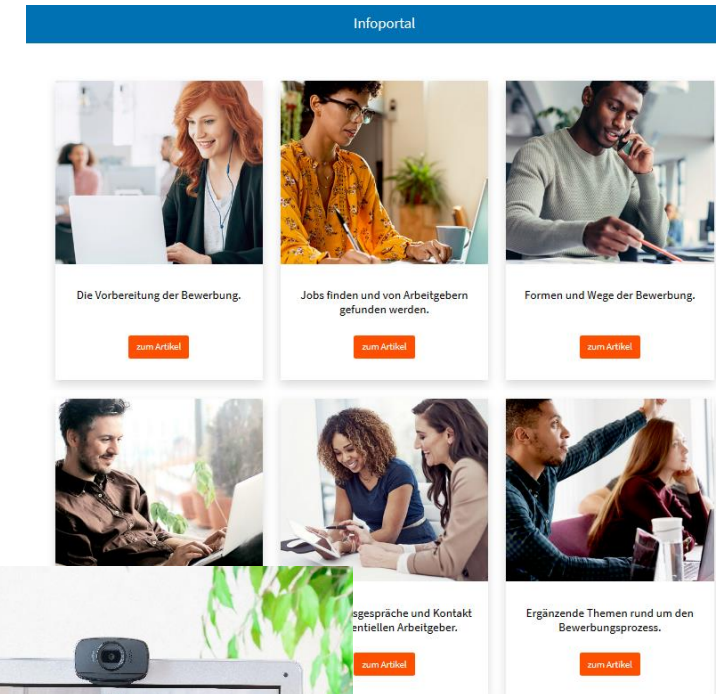 Infoportal
Die Vorbereitung der Bewerbung.
zum Artikel
Jobs finden und von Arbeitgebern
gefunden werden.
zum Artikel
Formen und Wege der Bewerbung.
zum Artikel
sgespräche und Kontakt
entiellen Arbeitgeber.
zum Artikel
Ergänzende Themen rund um den
Bewerbungsprozess.
zum Artikel